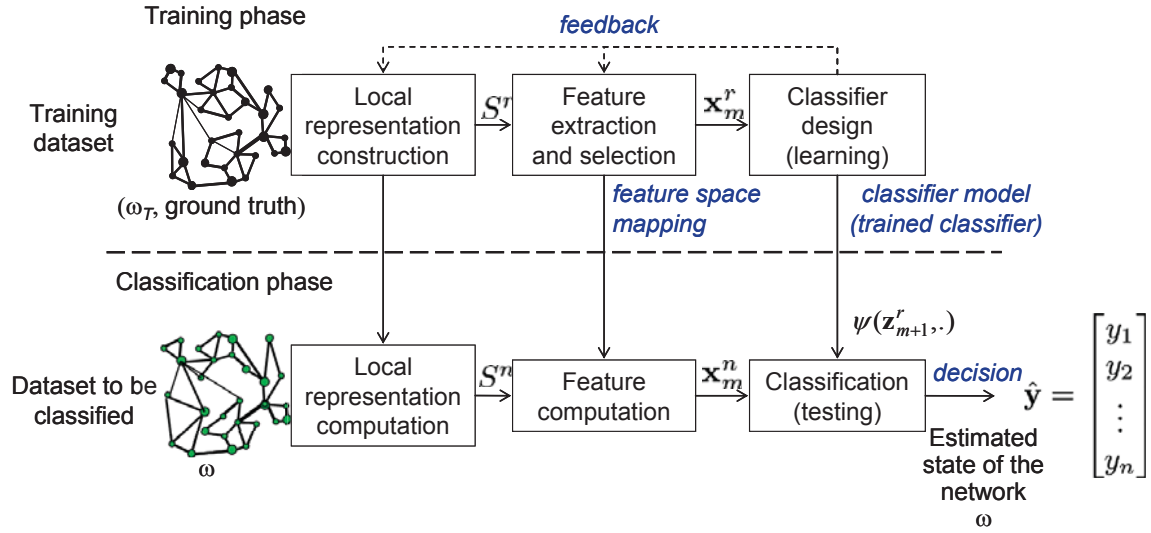 Training phase
feedback
Training
dataset
Local
representation
construction
S^r
Feature
extraction
and selection
x_m^r
Classifier
design
(learning)
(ω_T, ground truth)
feature space
mapping
classifier model
(trained classifier)
Classification phase
ψ(z_{m+1}^r,.)
Dataset to be
classified
ω
Local
representation
computation
S^n
Feature
computation
x_m^n
Classification
(testing)
decision
ŷ =
y_1
y_2
⋮
y_n
Estimated
state of the
network
ω